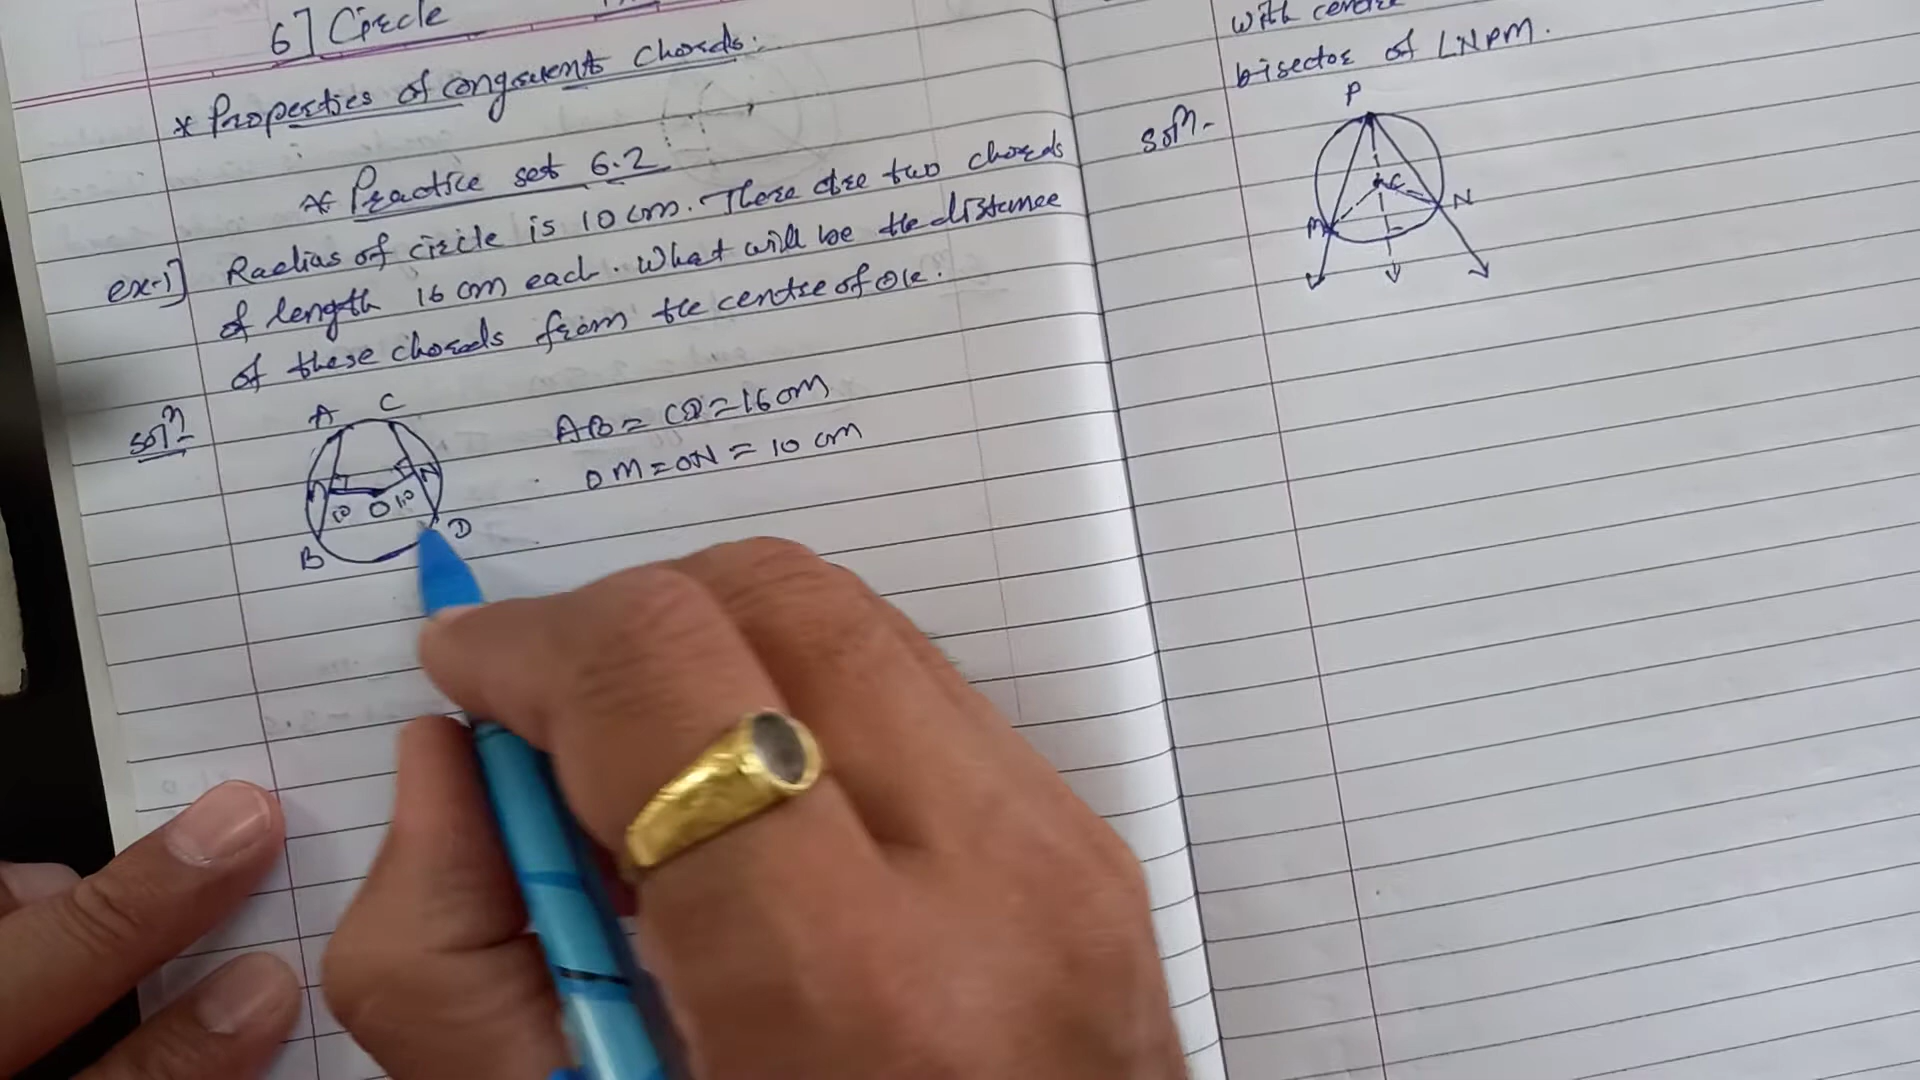 6] Circle
* Properties of congruent chords:
* Practice set 6.2
ex-1] Radius of circle is 10 cm. There are two chords
of length 16 cm each. What will be the distance
of these chords from the centre of
soln
A C
N
10 O 10
B D
AB = CD = 16 cm
OM = ON = 10 cm
with centre
bisector of ∠NPM.
soln-
P
C
M N